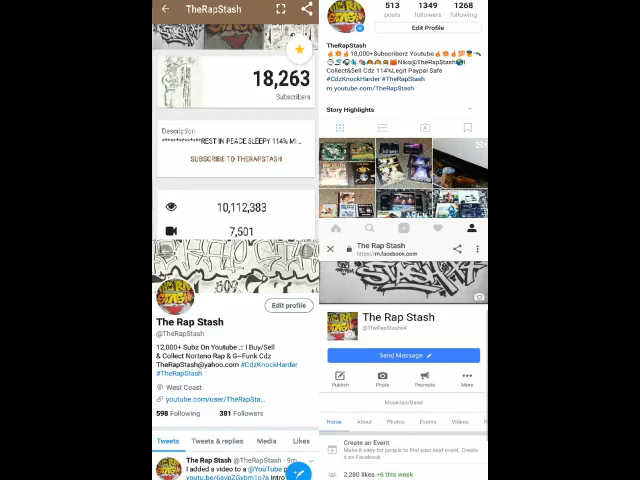 TheRapStash
18,263
Subscribers
Description
**********REST IN PEACE SLEEPY 114% MI...
SUBSCRIBE TO THERAPSTASH
10,112,383
7,501
Edit profile
The Rap Stash
@TheRapStash
12,000+ Subz On Youtube .::. I Buy/Sell
& Collect Norteno Rap & G~Funk Cdz
TheRapStash@yahoo.com #CdzKnockHarder
#TheRapStash
West Coast
youtube.com/user/TheRapSta...
598 Following 381 Followers
Tweets Tweets & replies Media Likes
The Rap Stash @TheRapStash · 9m
I added a video to a @YouTube p
513 1349 1268
posts followers following
Edit Profile
TheRapStash
18,000+Subscriberz Youtube
Niko@TheRapStash
Collect&Sell Cdz 114%Legit Paypal Safe
#CdzKnockHarder #TheRapStash
m.youtube.com/TheRapStash
Story Highlights
The Rap Stash
https://m.facebook.com
STASH
The Rap Stash
@TheRapStash4
Send Message
Publish Photo Promote More
Musician/Band
Home About Photos Events Videos
Create an Event
Make it easy for people to find your next event. Create
it on Facebook.
2,280 likes +6 this week